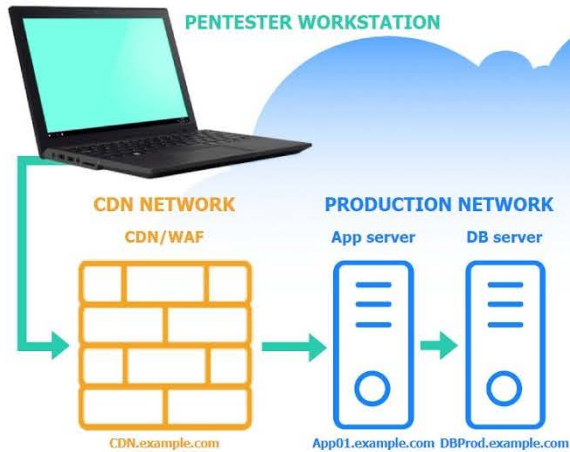 PENTESTER WORKSTATION
CDN NETWORK
PRODUCTION NETWORK
CDN/WAF
App server
DB server
CDN.example.com
App01.example.com
DBProd.example.com